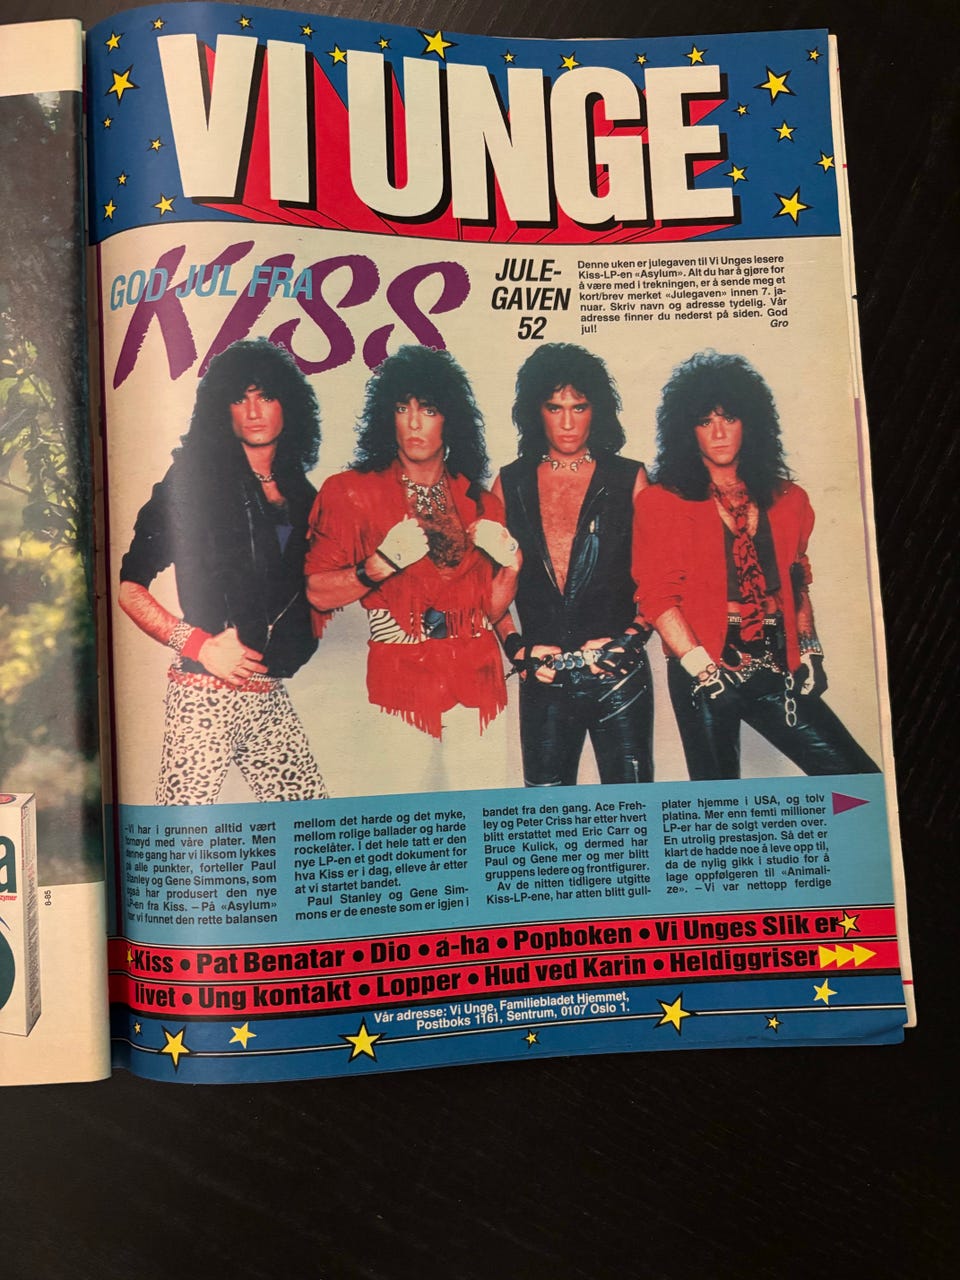 VI UNGE
GOD JUL FRA
KISS
JULE-
GAVEN
52
Denne uken er julegaven til Vi Unges lesere
Kiss-LP-en «Asylum». Alt du har å gjøre for
å være med i trekningen, er å sende meg et
kort/brev merket «Julegaven» innen 7. ja-
nuar. Skriv navn og adresse tydelig. Vår
adresse finner du nederst på siden. God
jul!
Gro
–Vi har i grunnen alltid vært
fornøyd med våre plater. Men
denne gang har vi liksom lykkes
på alle punkter, forteller Paul
Stanley og Gene Simmons, som
også har produsert den nye
LP-en fra Kiss. – På «Asylum»
har vi funnet den rette balansen
mellom det harde og det myke,
mellom rolige ballader og harde
rockelåter. I det hele tatt er den
nye LP-en et godt dokument for
hva Kiss er i dag, elleve år etter
at vi startet bandet.
Paul Stanley og Gene Sim-
mons er de eneste som er igjen i
bandet fra den gang. Ace Freh-
ley og Peter Criss har etter hvert
blitt erstattet med Eric Carr og
Bruce Kulick, og dermed har
Paul og Gene mer og mer blitt
gruppens ledere og frontfigurer.
Av de nitten tidligere utgitte
Kiss-LP-ene, har atten blitt gull-
plater hjemme i USA, og tolv
platina. Mer enn femti millioner
LP-er har de solgt verden over.
En utrolig prestasjon. Så det er
klart de hadde noe å leve opp til,
da de nylig gikk i studio for å
lage oppfølgeren til «Animali-
ze». – Vi var nettopp ferdige
Kiss • Pat Benatar • Dio • a-ha • Popboken • Vi Unges Slik er
livet • Ung kontakt • Lopper • Hud ved Karin • Heldiggriser
Vår adresse: Vi Unge, Familiebladet Hjemmet,
Postboks 1161, Sentrum, 0107 Oslo 1.
a
zymer
8-85